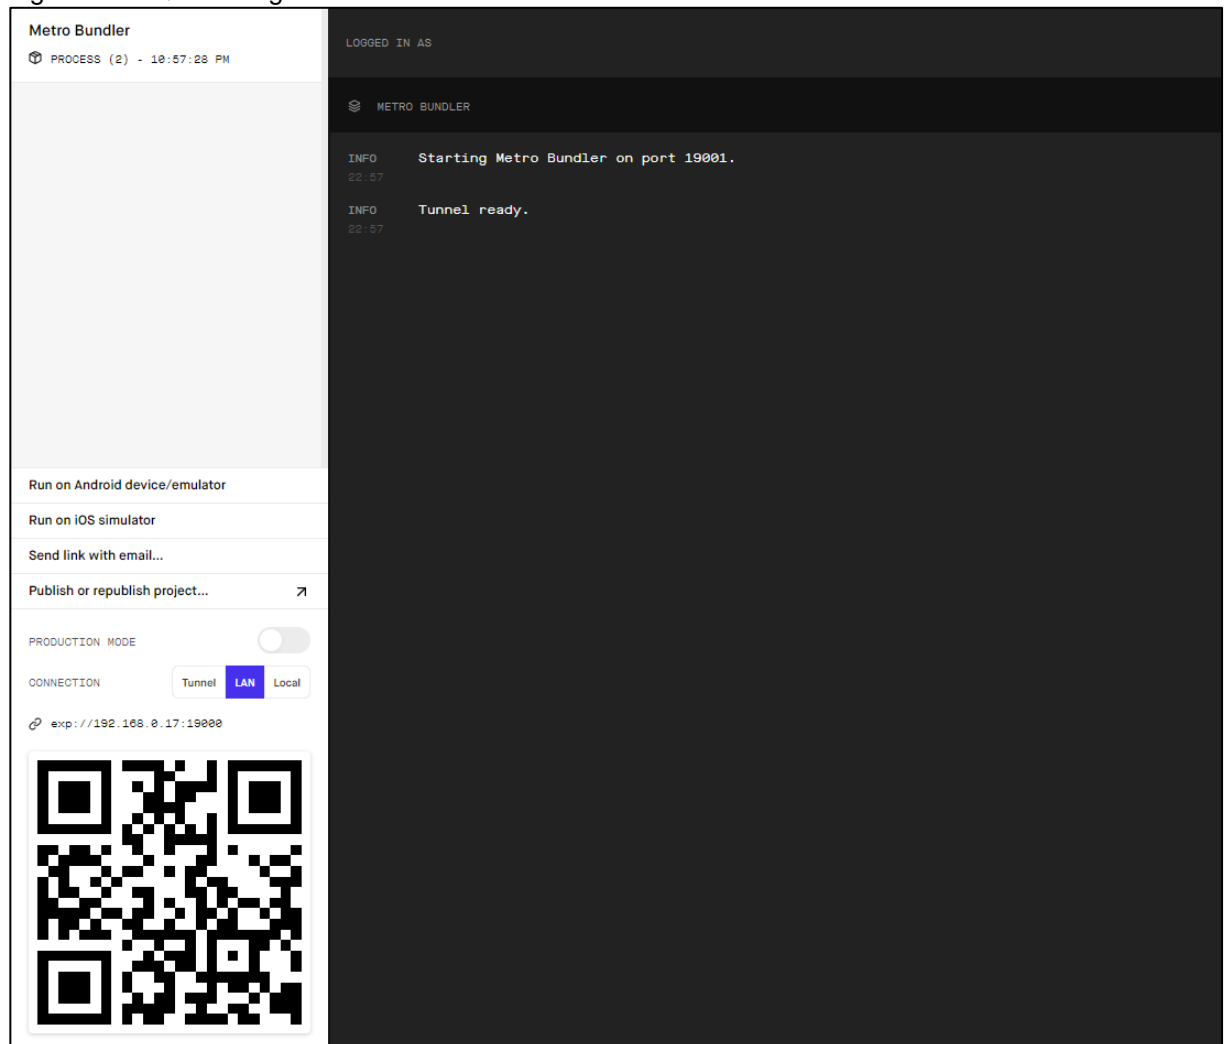 Metro Bundler
PROCESS (2) - 10:57:28 PM
Run on Android device/emulator
Run on iOS simulator
Send link with email...
Publish or republish project...
PRODUCTION MODE
CONNECTION Tunnel LAN Local
exp://192.168.0.17:19000
LOGGED IN AS
METRO BUNDLER
INFO Starting Metro Bundler on port 19001.
22:57
INFO Tunnel ready.
22:57